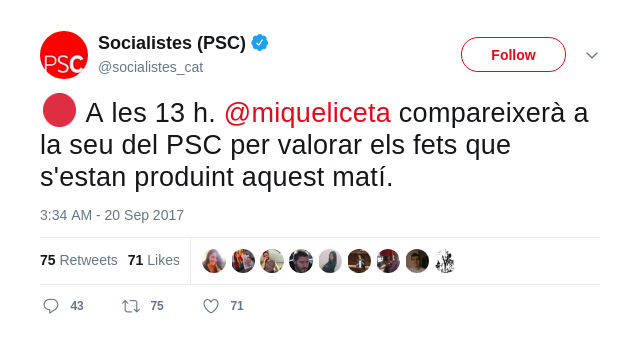 PSC
Socialistes (PSC)
@socialistes_cat
Follow
A les 13 h. @miqueliceta compareixerà a
la seu del PSC per valorar els fets que
s'estan produint aquest matí.
3:34 AM - 20 Sep 2017
75 Retweets 71 Likes
43 75 71